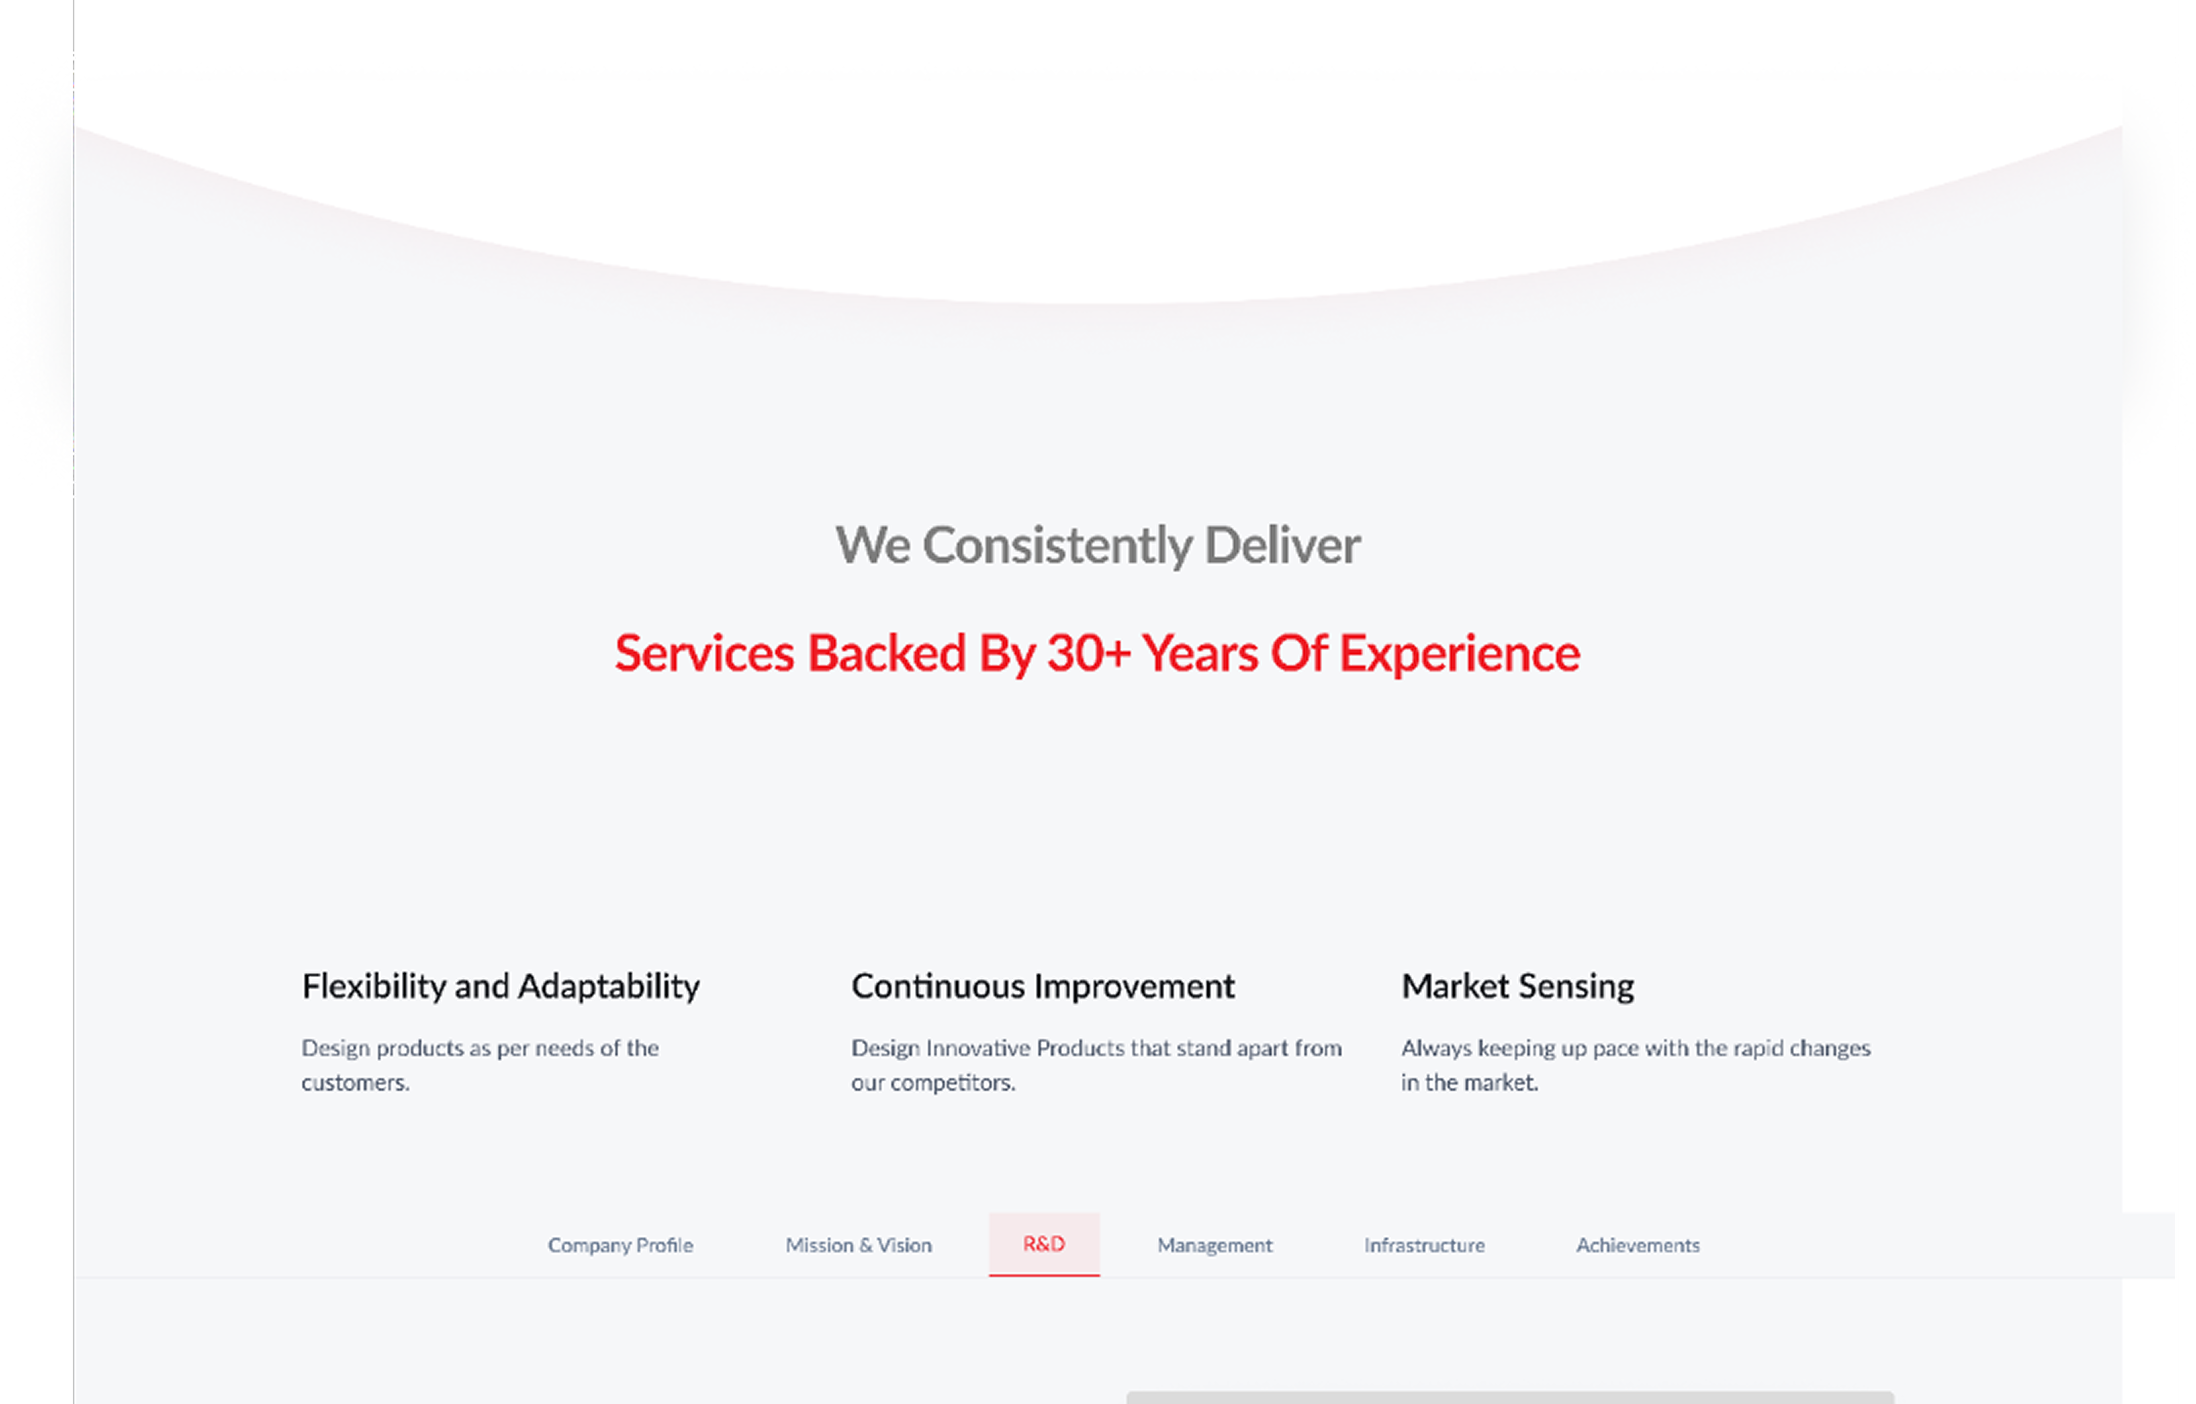 We Consistently Deliver
Services Backed By 30+ Years Of Experience
Flexibility and Adaptability
Design products as per needs of the
customers.
Continuous Improvement
Design Innovative Products that stand apart from
our competitors.
Market Sensing
Always keeping up pace with the rapid changes
in the market.
Company Profile Mission & Vision R&D Management Infrastructure Achievements